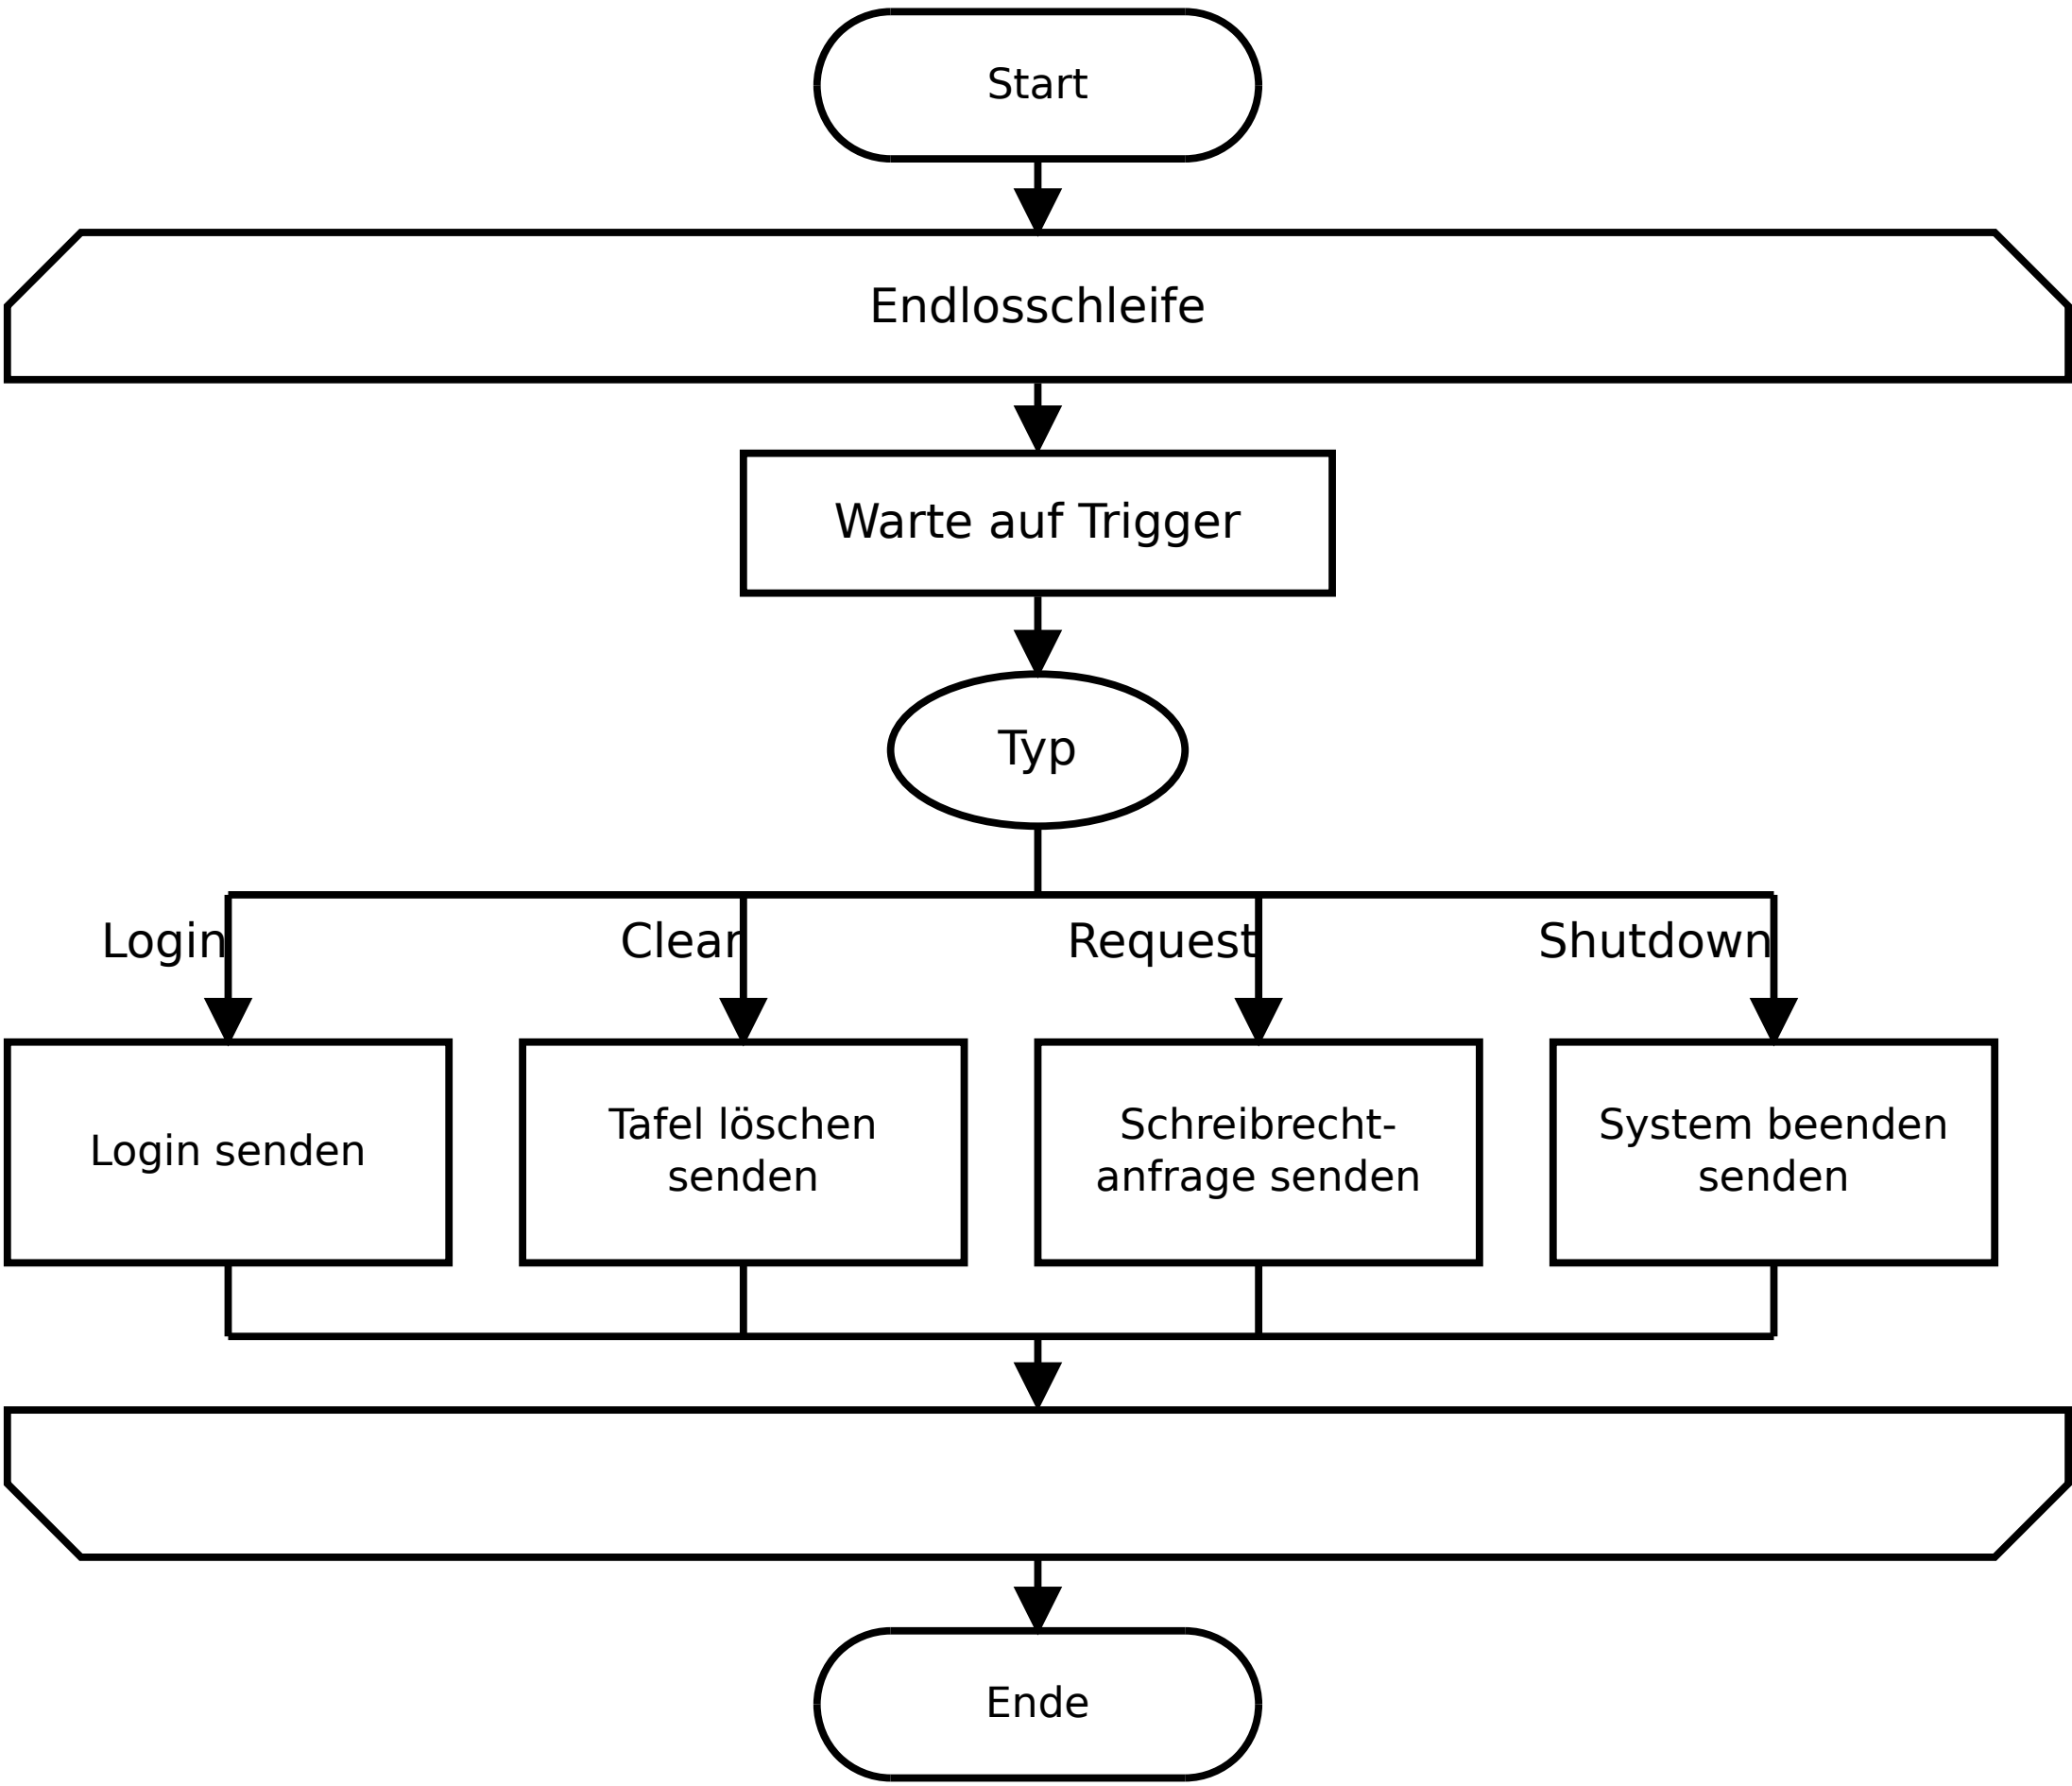 Start
Endlosschleife
Warte auf Trigger
Typ
Login
Clear
Request
Shutdown
Login senden
Tafel löschen
senden
Schreibrecht-
anfrage senden
System beenden
senden
Ende